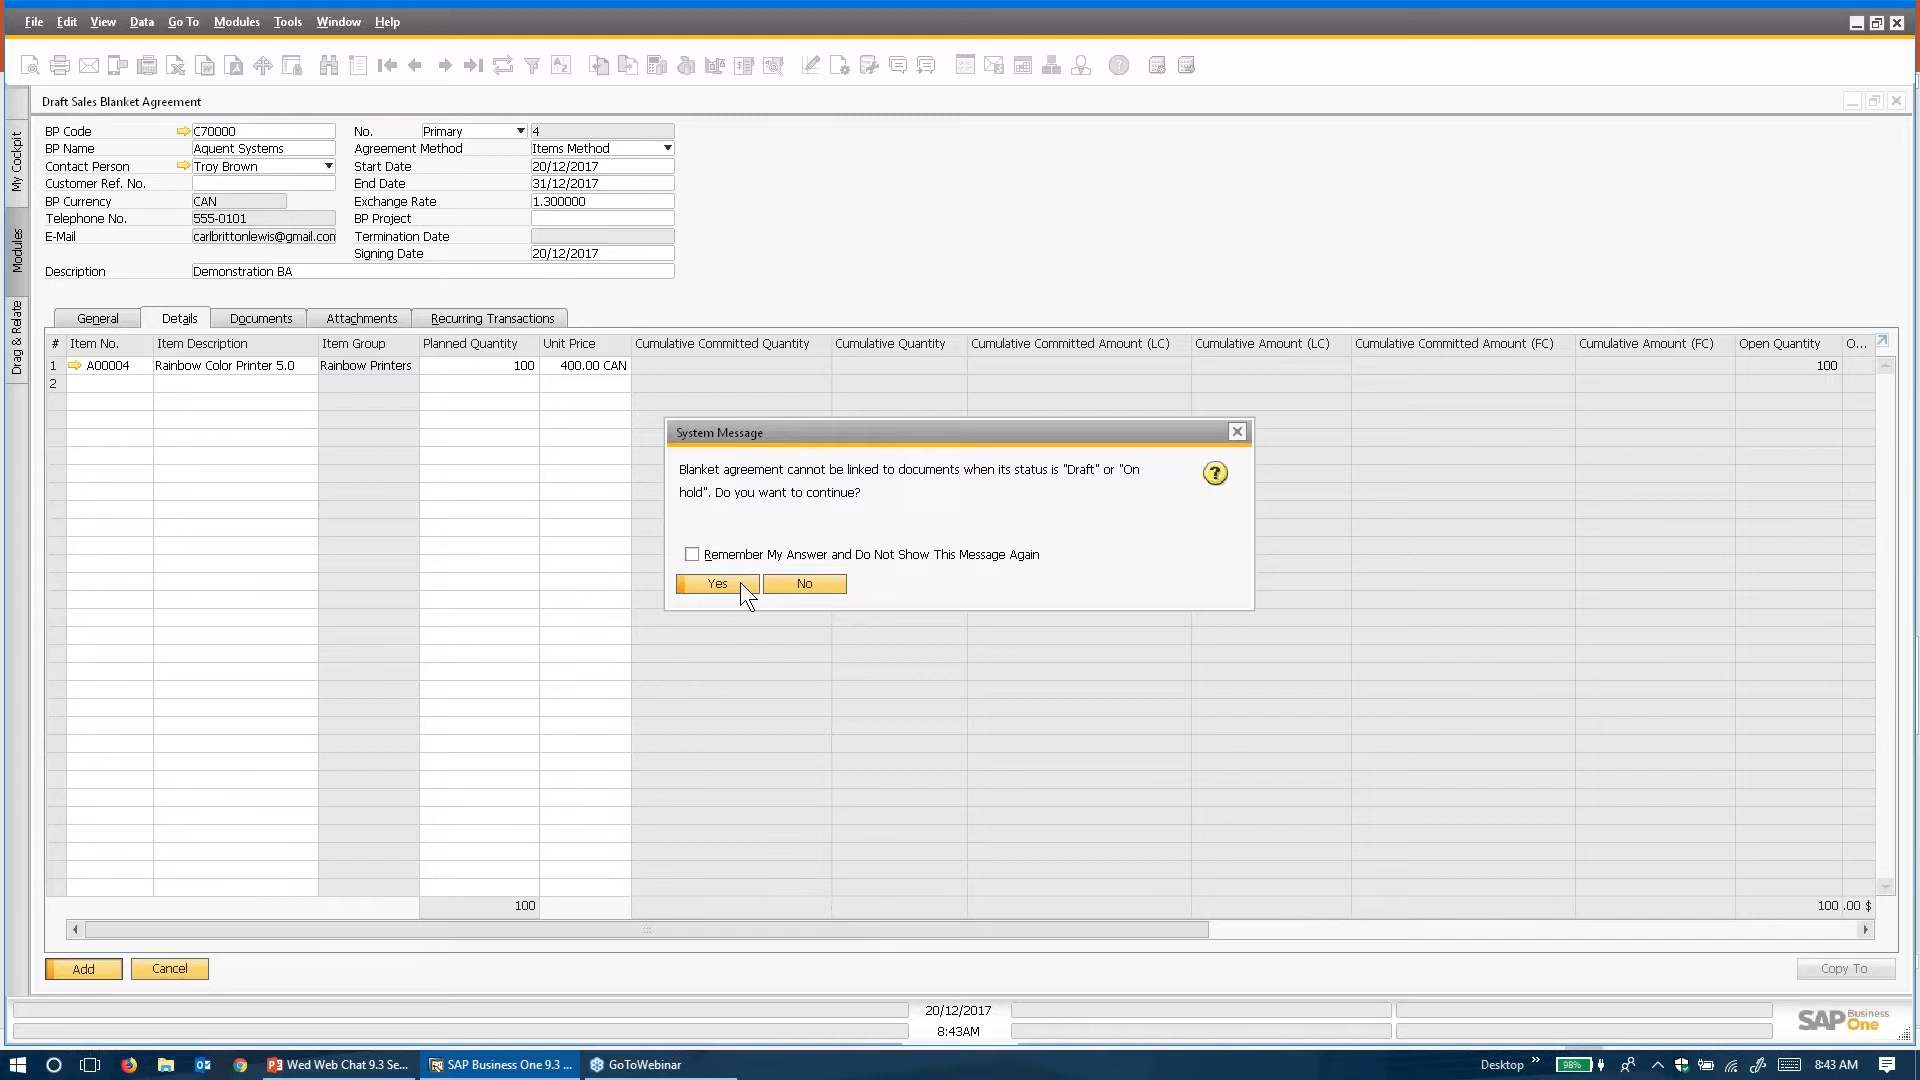 File Edit View Data Go To Modules Tools Window Help
Draft Sales Blanket Agreement
My Cockpit
Modules
Drag & Relate
BP Code C70000 No. Primary 4
BP Name Aquent Systems Agreement Method Items Method
Contact Person Troy Brown Start Date 20/12/2017
Customer Ref. No. End Date 31/12/2017
BP Currency CAN Exchange Rate 1.300000
Telephone No. 555-0101 BP Project
E-Mail carlbrittonlewis@gmail.con Termination Date
Signing Date 20/12/2017
Description Demonstration BA
General Details Documents Attachments Recurring Transactions
# Item No. Item Description Item Group Planned Quantity Unit Price Cumulative Committed Quantity Cumulative Quantity Cumulative Committed Amount (LC) Cumulative Amount (LC) Cumulative Committed Amount (FC) Cumulative Amount (FC) Open Quantity O...
1 A00004 Rainbow Color Printer 5.0 Rainbow Printers 100 400.00 CAN 100
2
System Message
Blanket agreement cannot be linked to documents when its status is "Draft" or "On
hold". Do you want to continue?
Remember My Answer and Do Not Show This Message Again
Yes No
100 100 .00 $
Add Cancel Copy To
20/12/2017
8:43AM
SAP Business One
Wed Web Chat 9.3 Se... SAP Business One 9.3 ... GoToWebinar Desktop 98% 8:43 AM